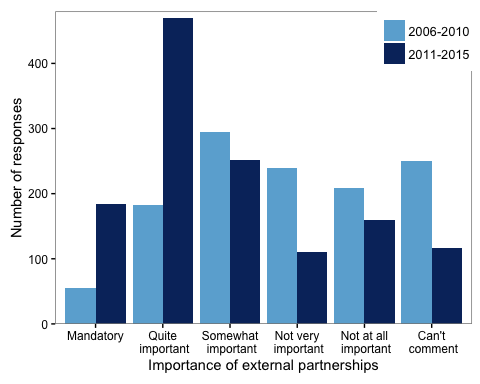 2006-2010
2011-2015
Number of responses
400
300
200
100
0
Mandatory
Quite
important
Somewhat
important
Not very
important
Not at all
important
Can't
comment
Importance of external partnerships